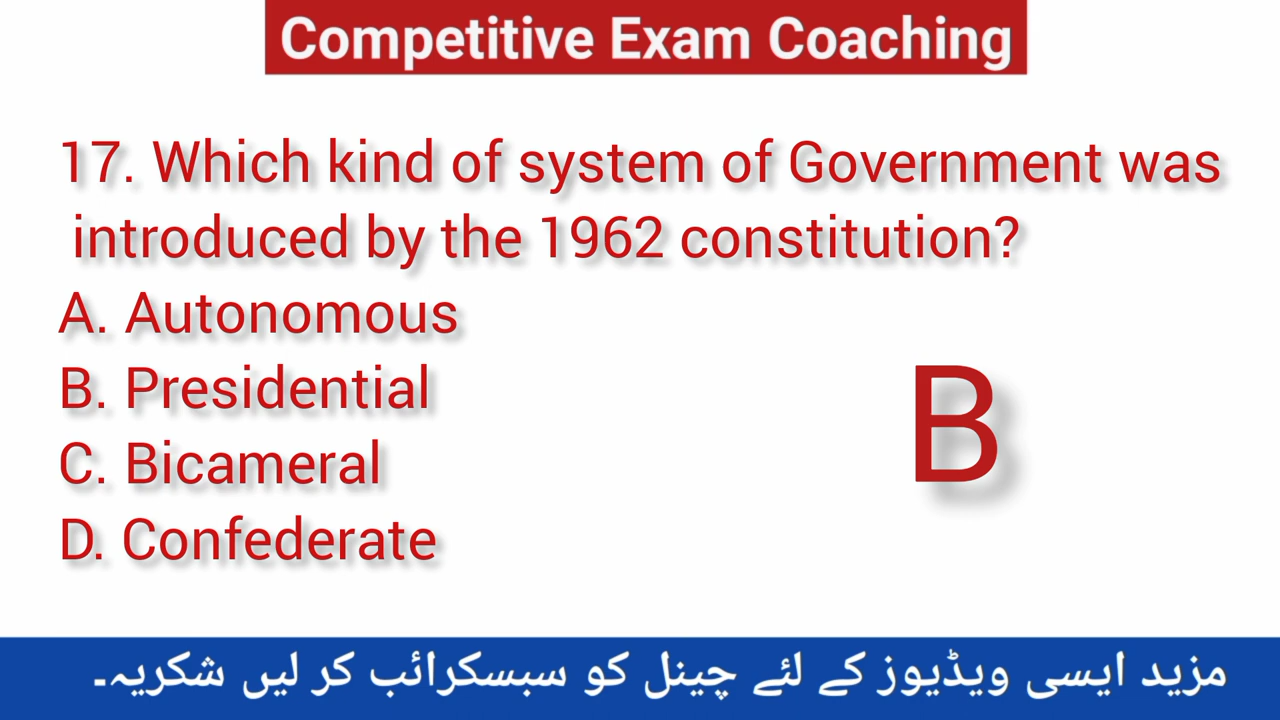 Competitive Exam Coaching
17. Which kind of system of Government was
introduced by the 1962 constitution?
A. Autonomous
B. Presidential
C. Bicameral
D. Confederate
B
مزید ایسی ویڈیوز کے لئے چینل کو سبسکرائب کر لیں شکریہ۔